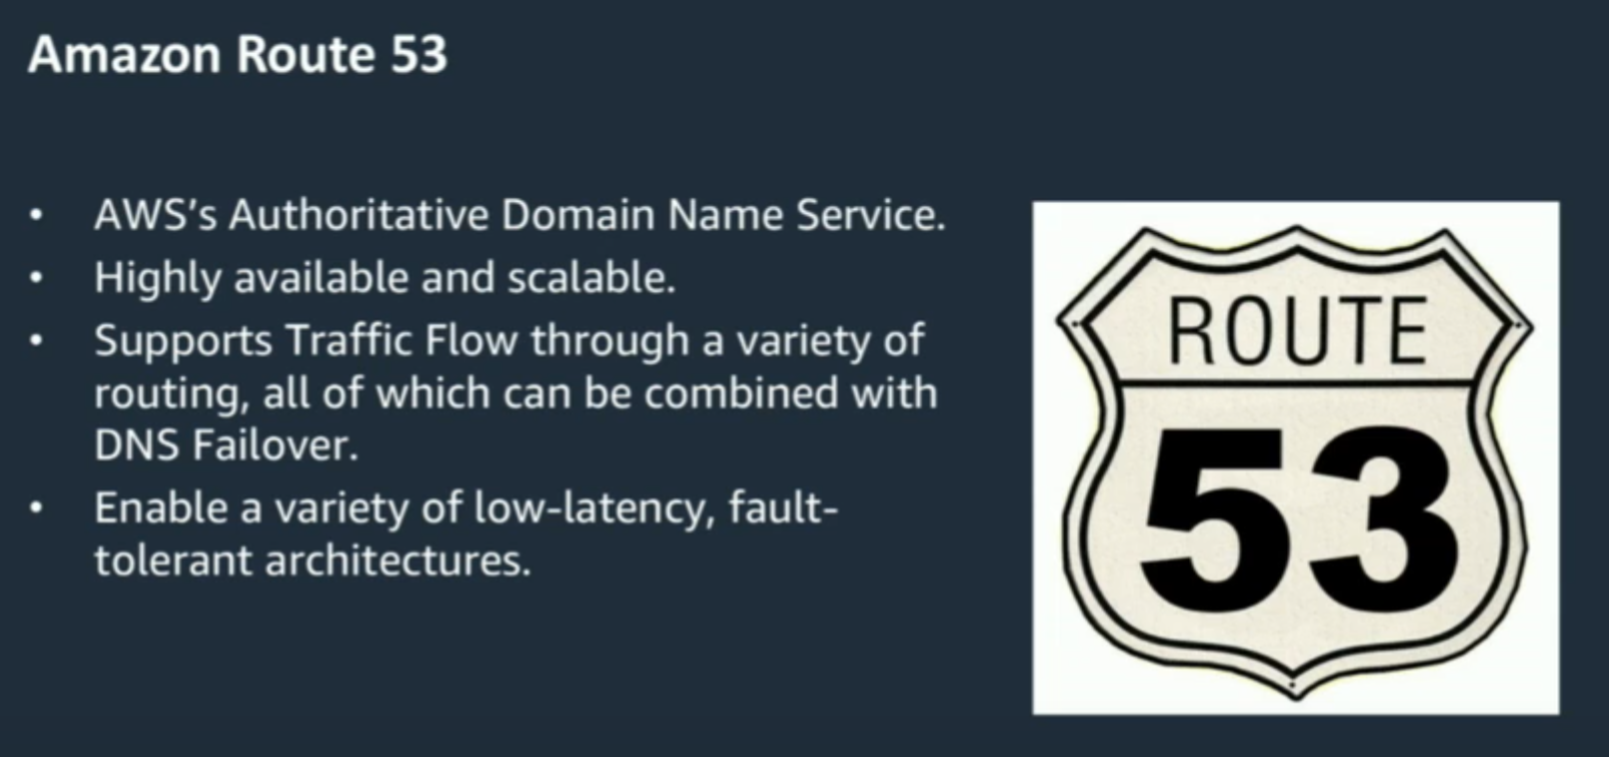 Amazon Route 53
• AWS's Authoritative Domain Name Service.
• Highly available and scalable.
• Supports Traffic Flow through a variety of
routing, all of which can be combined with
DNS Failover.
• Enable a variety of low-latency, fault-
tolerant architectures.
ROUTE
53